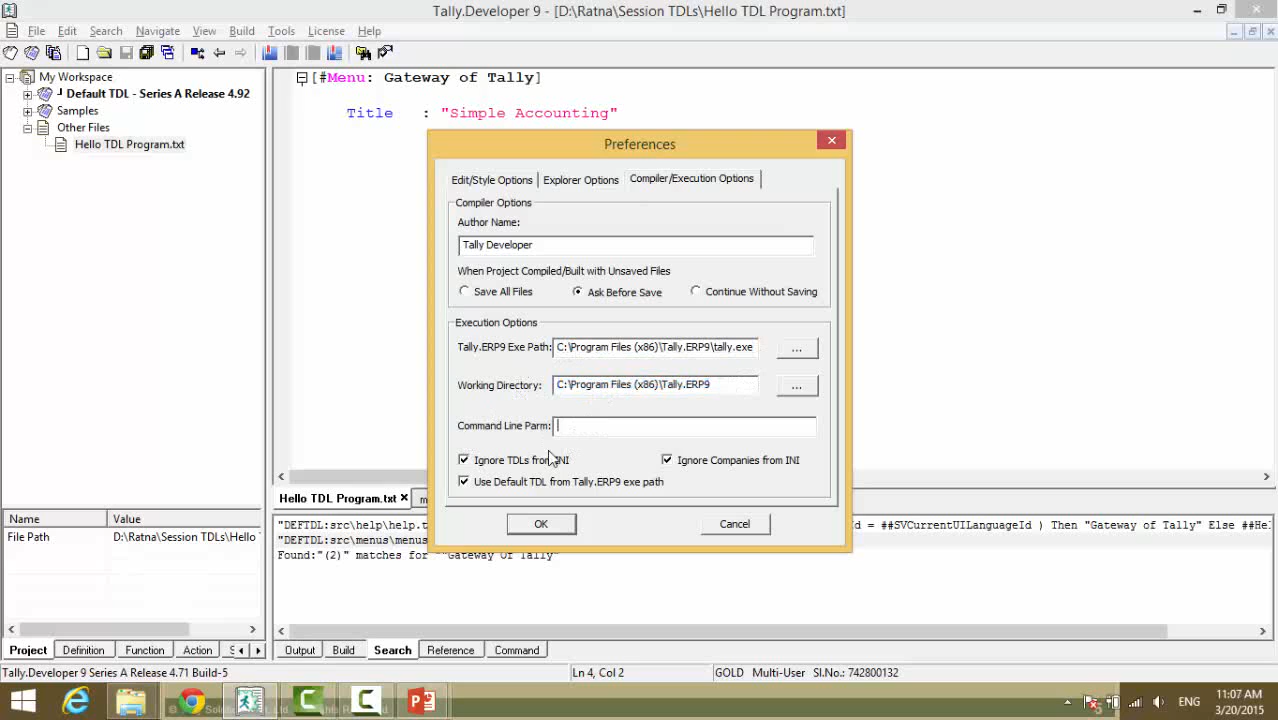 Tally.Developer 9 - [D:\Ratna\Session TDLs\Hello TDL Program.txt]
File Edit Search Navigate View Build Tools License Help
My Workspace
Default TDL - Series A Release 4.92
Samples
Other Files
Hello TDL Program.txt
[#Menu: Gateway of Tally]
Title : "Simple Accounting"
Preferences
Edit/Style Options Explorer Options Compiler/Execution Options
Compiler Options
Author Name:
Tally Developer
When Project Compiled/Built with Unsaved Files
Save All Files Ask Before Save Continue Without Saving
Execution Options
Tally.ERP9 Exe Path: C:\Program Files (x86)\Tally.ERP9\tally.exe ...
Working Directory: C:\Program Files (x86)\Tally.ERP9 ...
Command Line Parm:
Ignore TDLs from INI Ignore Companies from INI
Use Default TDL from Tally.ERP9 exe path
OK Cancel
Hello TDL Program.txt
Name Value
File Path D:\Ratna\Session TDLs\Hello
"DEFTDL:src\help\help.t
d = ##SVCurrentUILanguageId ) Then "Gateway of Tally" Else ##Hel
"DEFTDL:src\menus\menus
Found:"(2)" matches for "Gateway Of Tally"
Project Definition Function Action S
Output Build Search Reference Command
Tally.Developer 9 Series A Release 4.71 Build-5 Ln 4, Col 2 GOLD Multi-User Sl.No.: 742800132
ENG
11:07 AM
3/20/2015